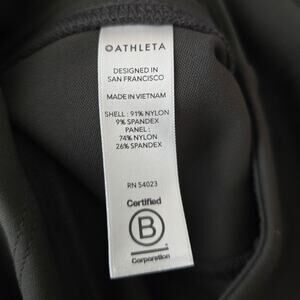 ATHLETA
DESIGNED IN
SAN FRANCISCO
MADE IN VIETNAM
SHELL : 91% NYLON
9% SPANDEX
PANEL :
74% NYLON
26% SPANDEX
RN 54023
Certified
B
Corporation